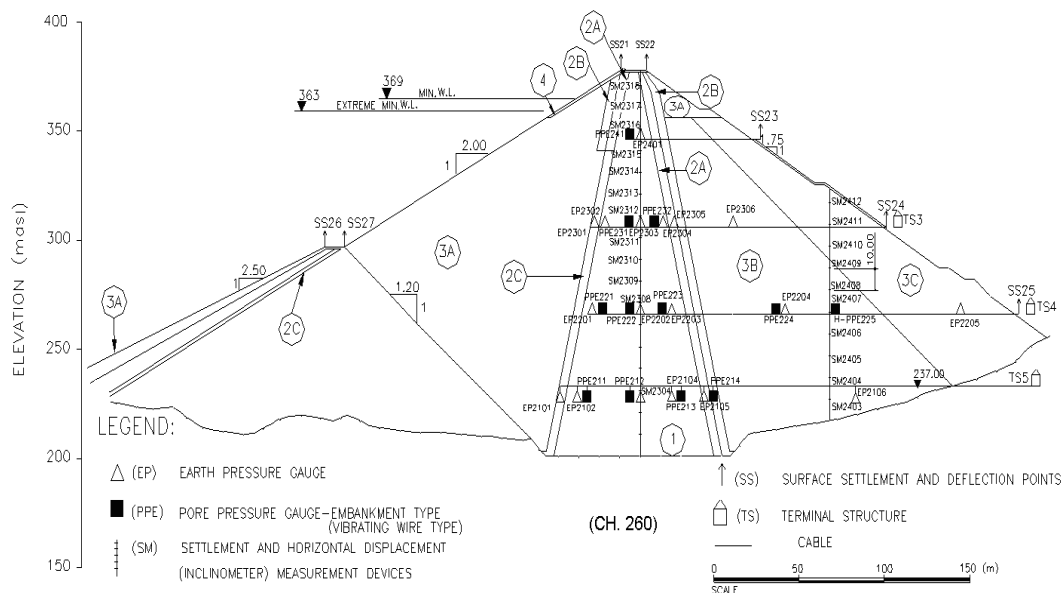 400
350
300
250
200
150
ELEVATION (masl)
2A
SS21 SS22
2B
2B
4
3A
369
MIN.W.L.
363
EXTREME MIN.W.L.
SM2318
SM2317
SM2316
PPE241
EP2401
SM2315
SM2314
SM2313
SM2312
SM2311
SM2310
SM2309
SM2308
SM2304
SS23
1.75
1
2.00
1
2A
EP2302
EP2301
PPE231
EP2303
PPE232
EP2305
EP2304
EP2306
SM2412
SM2411
SM2410
SM2409
SM2408
SM2407
SM2406
SM2405
SM2404
SM2403
10.00
SS24
TS3
SS26 SS27
3A
2C
3B
3C
2.50
1
1.20
1
3A
2C
PPE221
EP2201
PPE222
EP2202
PPE223
EP2203
EP2204
PPE224
H-PPE225
EP2205
SS25
TS4
237.00
TS5
PPE211
EP2101
EP2102
PPE212
EP2104
PPE213
PPE214
EP2105
EP2106
1
LEGEND:
(EP) EARTH PRESSURE GAUGE
(PPE) PORE PRESSURE GAUGE-EMBANKMENT TYPE
(VIBRATING WIRE TYPE)
(SM) SETTLEMENT AND HORIZONTAL DISPLACEMENT
(INCLINOMETER) MEASUREMENT DEVICES
(CH. 260)
(SS) SURFACE SETTLEMENT AND DEFLECTION POINTS
(TS) TERMINAL STRUCTURE
CABLE
0 50 100 150 (m)
SCALE